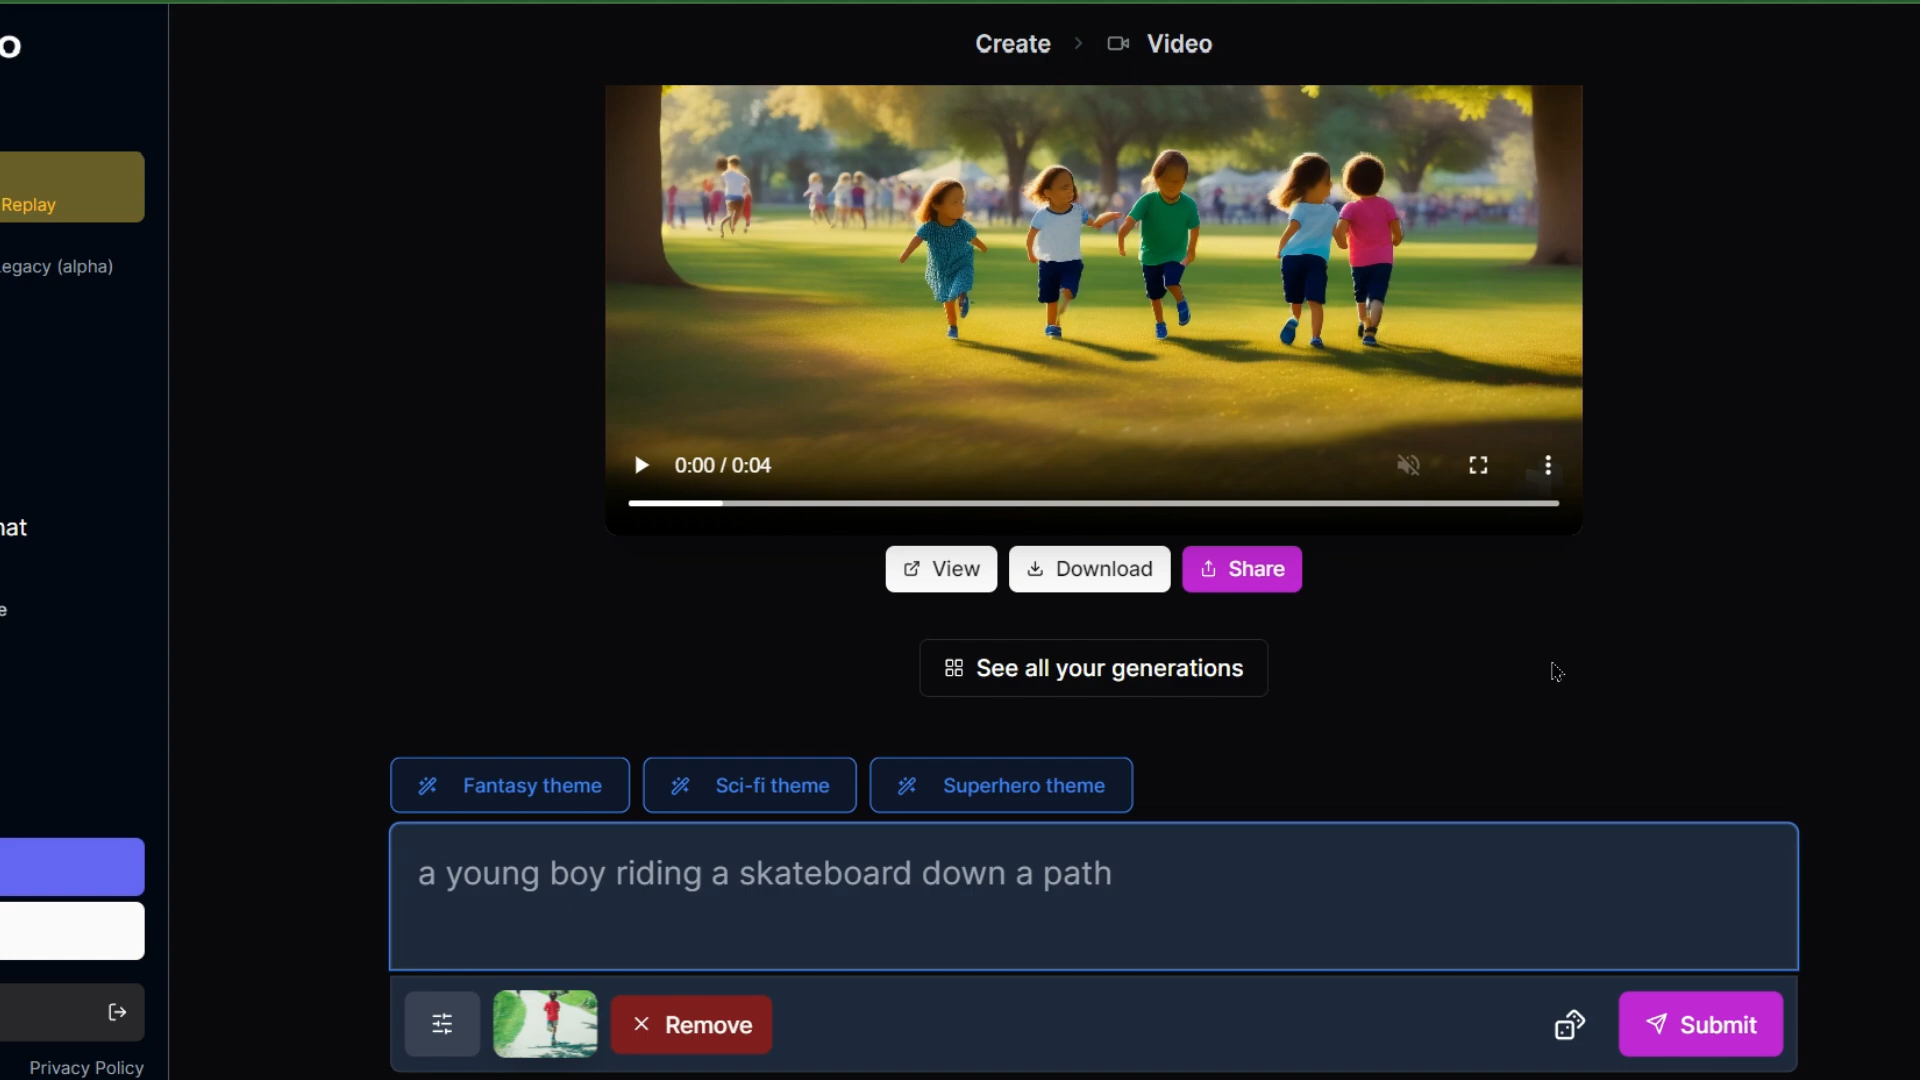 o
Create > Video
Replay
egacy (alpha)
0:00 / 0:04
hat
View Download Share
e
See all your generations
Fantasy theme Sci-fi theme Superhero theme
a young boy riding a skateboard down a path
Remove Submit
Privacy Policy